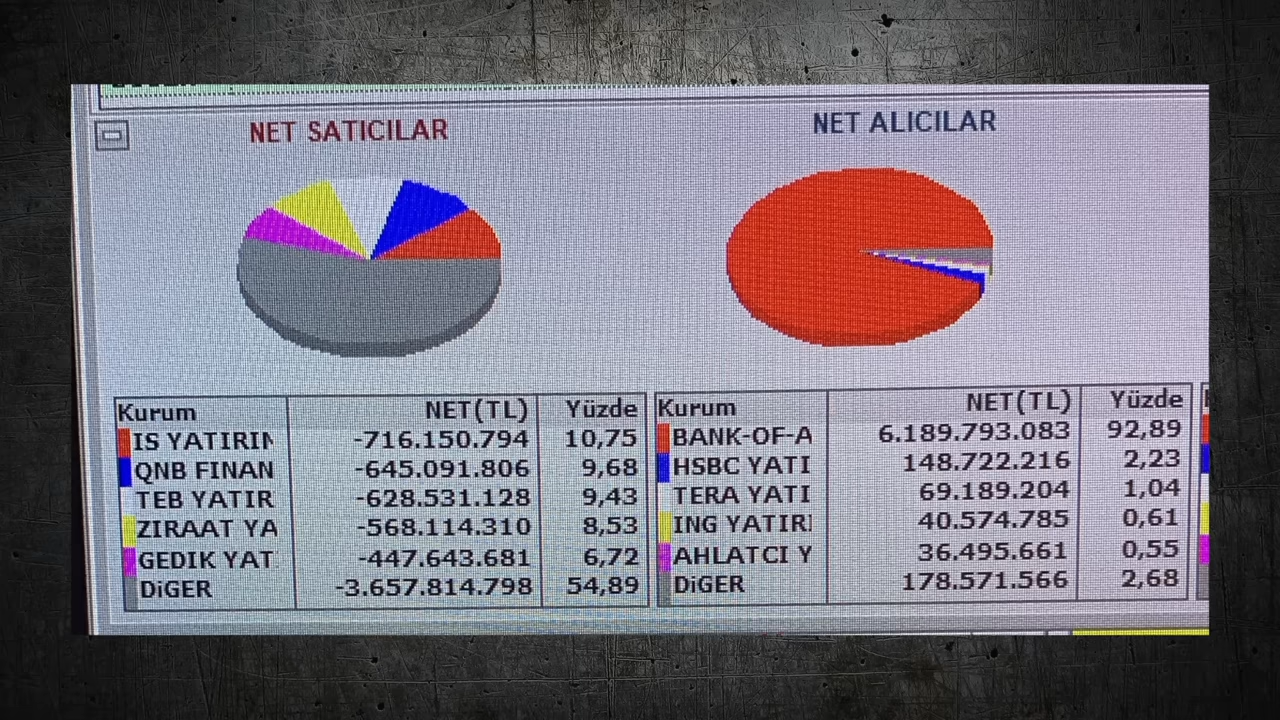 NET SATICILAR
NET ALICILAR
Kurum NET(TL) Yüzde
IS YATIRIN -716.150.794 10,75
QNB FINAN -645.091.806 9,68
TEB YATIR -628.531.128 9,43
ZIRAAT YA -568.114.310 8,53
GEDIK YAT -447.643.681 6,72
DiGER -3.657.814.798 54,89
Kurum NET(TL) Yüzde
BANK-OF-A 6.189.793.083 92,89
HSBC YATI 148.722.216 2,23
TERA YATI 69.189.204 1,04
ING YATIR 40.574.785 0,61
AHLATCI Y 36.495.661 0,55
DiGER 178.571.566 2,68